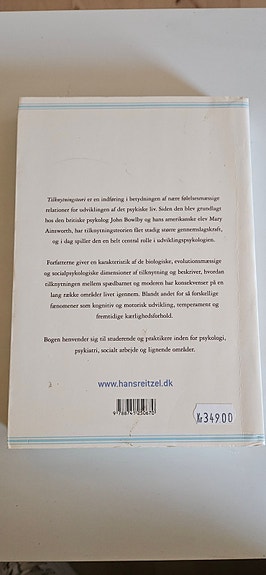 Tilknytningsteori er en indføring i betydningen af nære følelsesmæssige
relationer for udviklingen af det psykiske liv. Siden den blev grundlagt
hos den britiske psykolog John Bowlby og hans amerikanske elev Mary
Ainsworth, har tilknytningsteorien fået stadig større gennemslagskraft,
og i dag spiller den en helt central rolle i udviklingspsykologien.
Forfatterne giver en karakteristik af de biologiske, evolutionsmæssige
og socialpsykologiske dimensioner af tilknytning og beskriver, hvordan
tilknytningen mellem spædbarnet og moderen har konsekvenser på en
lang række områder livet igennem. Blandt andet for så forskellige
fænomener som kognitiv og motorisk udvikling, temperament og
fremtidige kærlighedsforhold.
Bogen henvender sig til studerende og praktikere inden for psykologi,
psykiatri, socialt arbejde og lignende områder.
www.hansreitzel.dk
Kr349.00
9 788741 250670